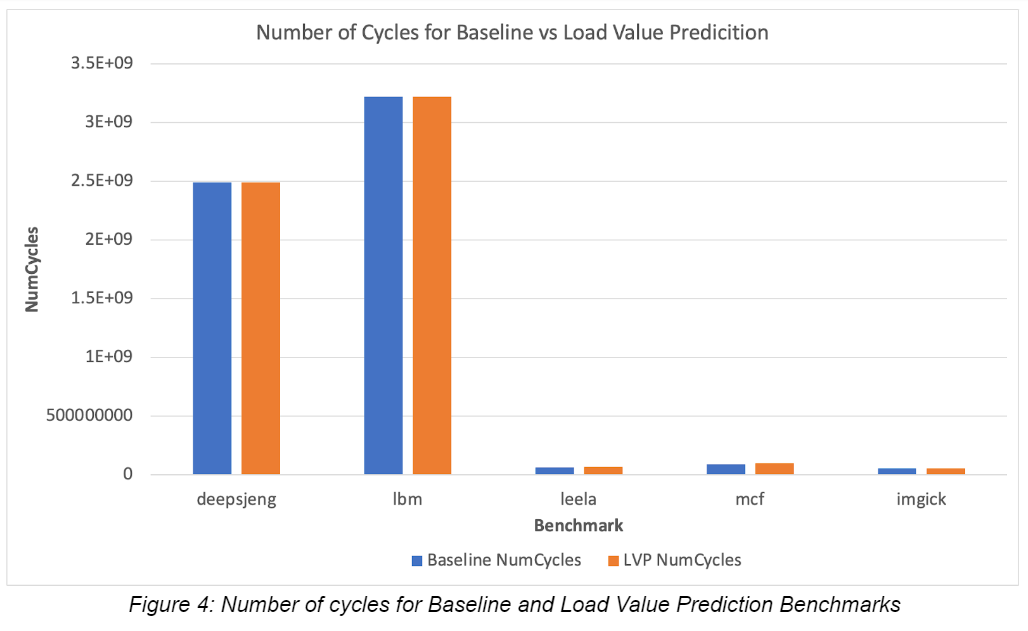 Number of Cycles for Baseline vs Load Value Predicition
3.5E+09
3E+09
2.5E+09
2E+09
1.5E+09
1E+09
500000000
0
NumCycles
deepsjeng lbm leela mcf imgick
Benchmark
Baseline NumCycles LVP NumCycles
Figure 4: Number of cycles for Baseline and Load Value Prediction Benchmarks